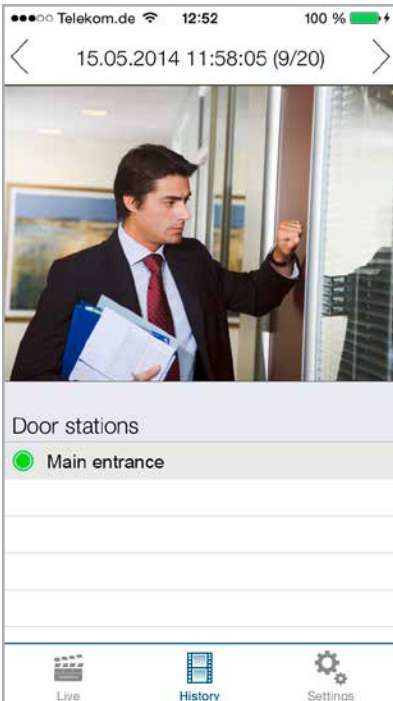 Telekom.de 12:52 100 %
15.05.2014 11:58:05 (9/20)
Door stations
Main entrance
Live History Settings